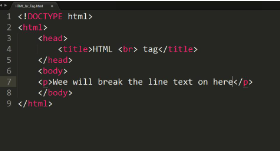 1 <!DOCTYPE html>
2 <html>
3 <head>
4 <title>HTML <br> tag</title>
5 </head>
6 <body>
7 <p>Wee will break the line text on here</p>
8 </body>
9 </html>